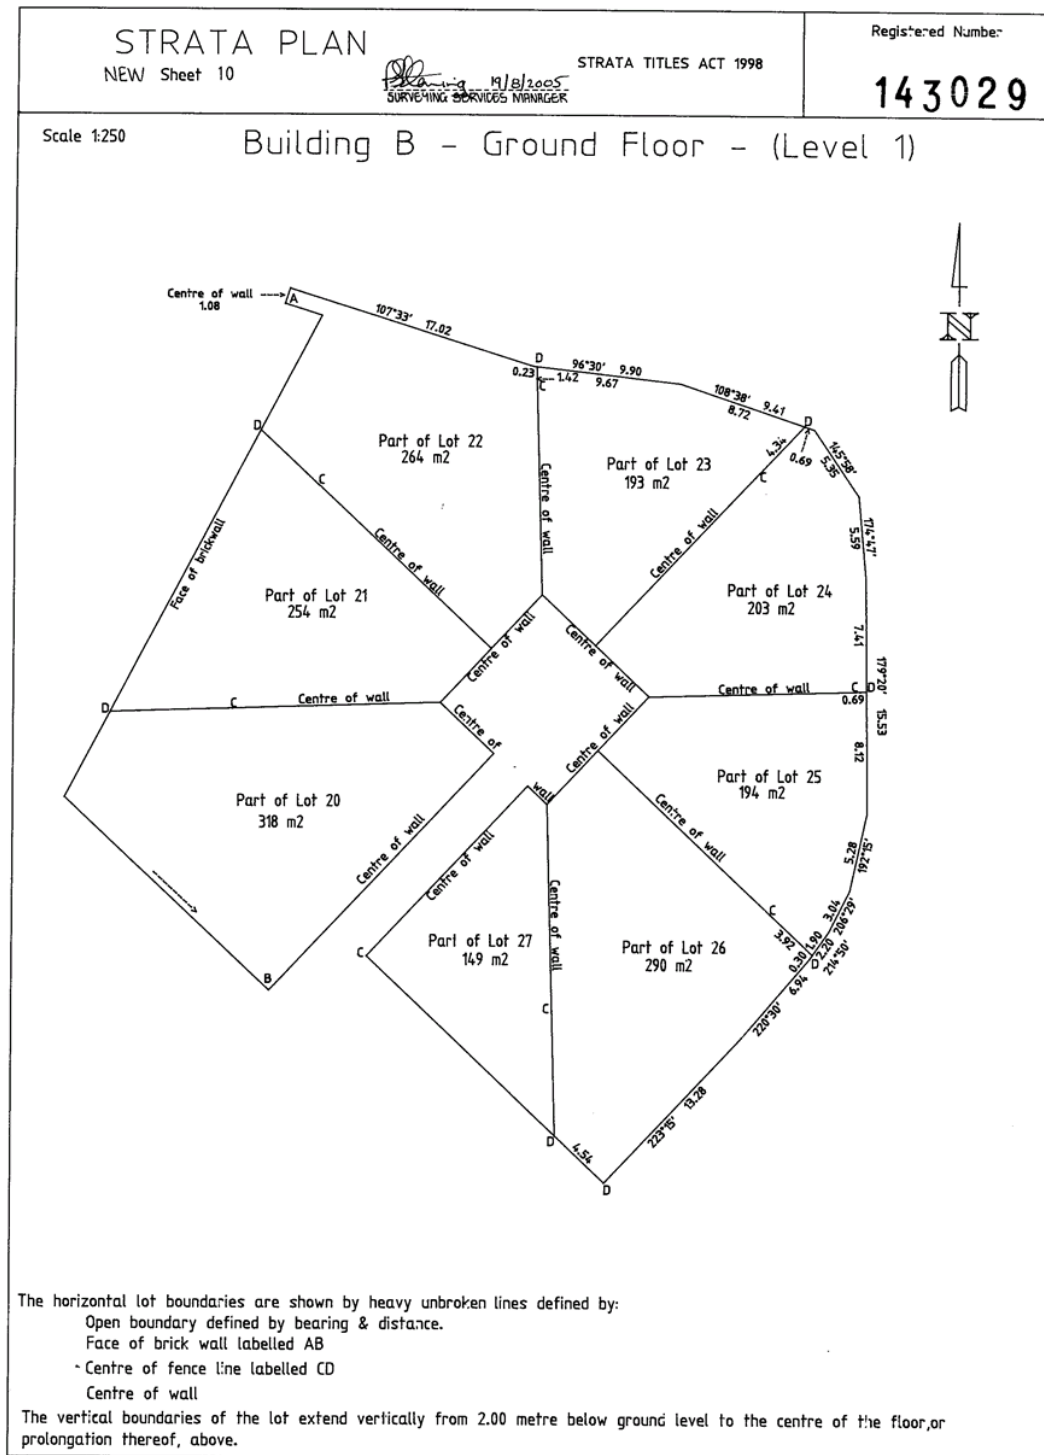 STRATA PLAN
NEW Sheet 10
19/8/2005
SURVEYING SERVICES MANAGER
STRATA TITLES ACT 1998
Registered Number
143029
Scale 1:250
Building B - Ground Floor - (Level 1)
N
Centre of wall
1.08
A
107°33' 17.02
D
0.23
1.42
C
96°30' 9.90
9.67
108°38' 9.41
8.72
D
0.69
4.34
C
145°58'
5.35
174°47'
5.59
7.41
179°20'
15.53
8.12
C D
0.69
192°15'
5.28
206°29'
3.04
1.90
2.20
214°50'
D
0.30
3.92
C
6.94
220°30'
13.28
223°15'
D
4.54
D
C
C
B
D
C
D
C
Face of brickwall
Part of Lot 22
264 m2
Part of Lot 23
193 m2
Part of Lot 21
254 m2
Part of Lot 24
203 m2
Part of Lot 20
318 m2
Part of Lot 25
194 m2
Part of Lot 27
149 m2
Part of Lot 26
290 m2
Centre of wall
Centre of wall
Centre of wall
Centre of wall
Centre of wall
Centre of wall
Centre of wall
Centre of wall
Centre of
wall
Centre of wall
Centre of wall
Centre of wall
Centre of wall
The horizontal lot boundaries are shown by heavy unbroken lines defined by:
Open boundary defined by bearing & distance.
Face of brick wall labelled AB
Centre of fence line labelled CD
Centre of wall
The vertical boundaries of the lot extend vertically from 2.00 metre below ground level to the centre of the floor,or
prolongation thereof, above.